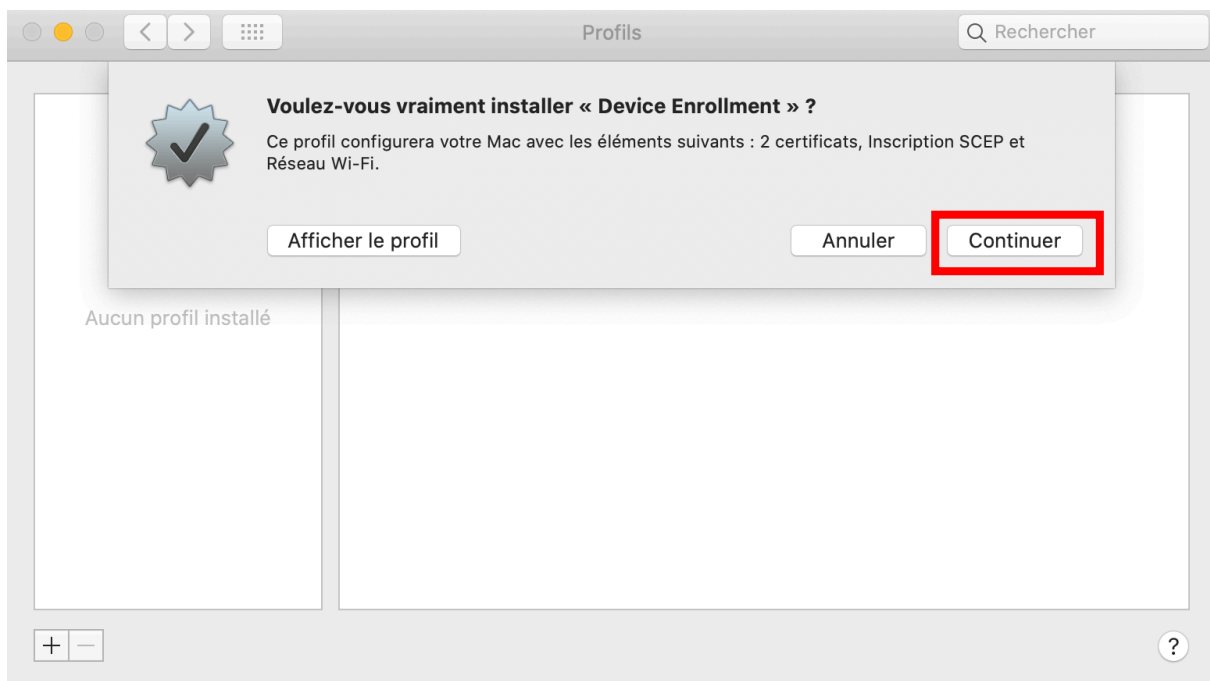 Profils
Rechercher
Voulez-vous vraiment installer « Device Enrollment » ?
Ce profil configurera votre Mac avec les éléments suivants : 2 certificats, Inscription SCEP et
Réseau Wi-Fi.
Afficher le profil
Annuler
Continuer
Aucun profil installé
?